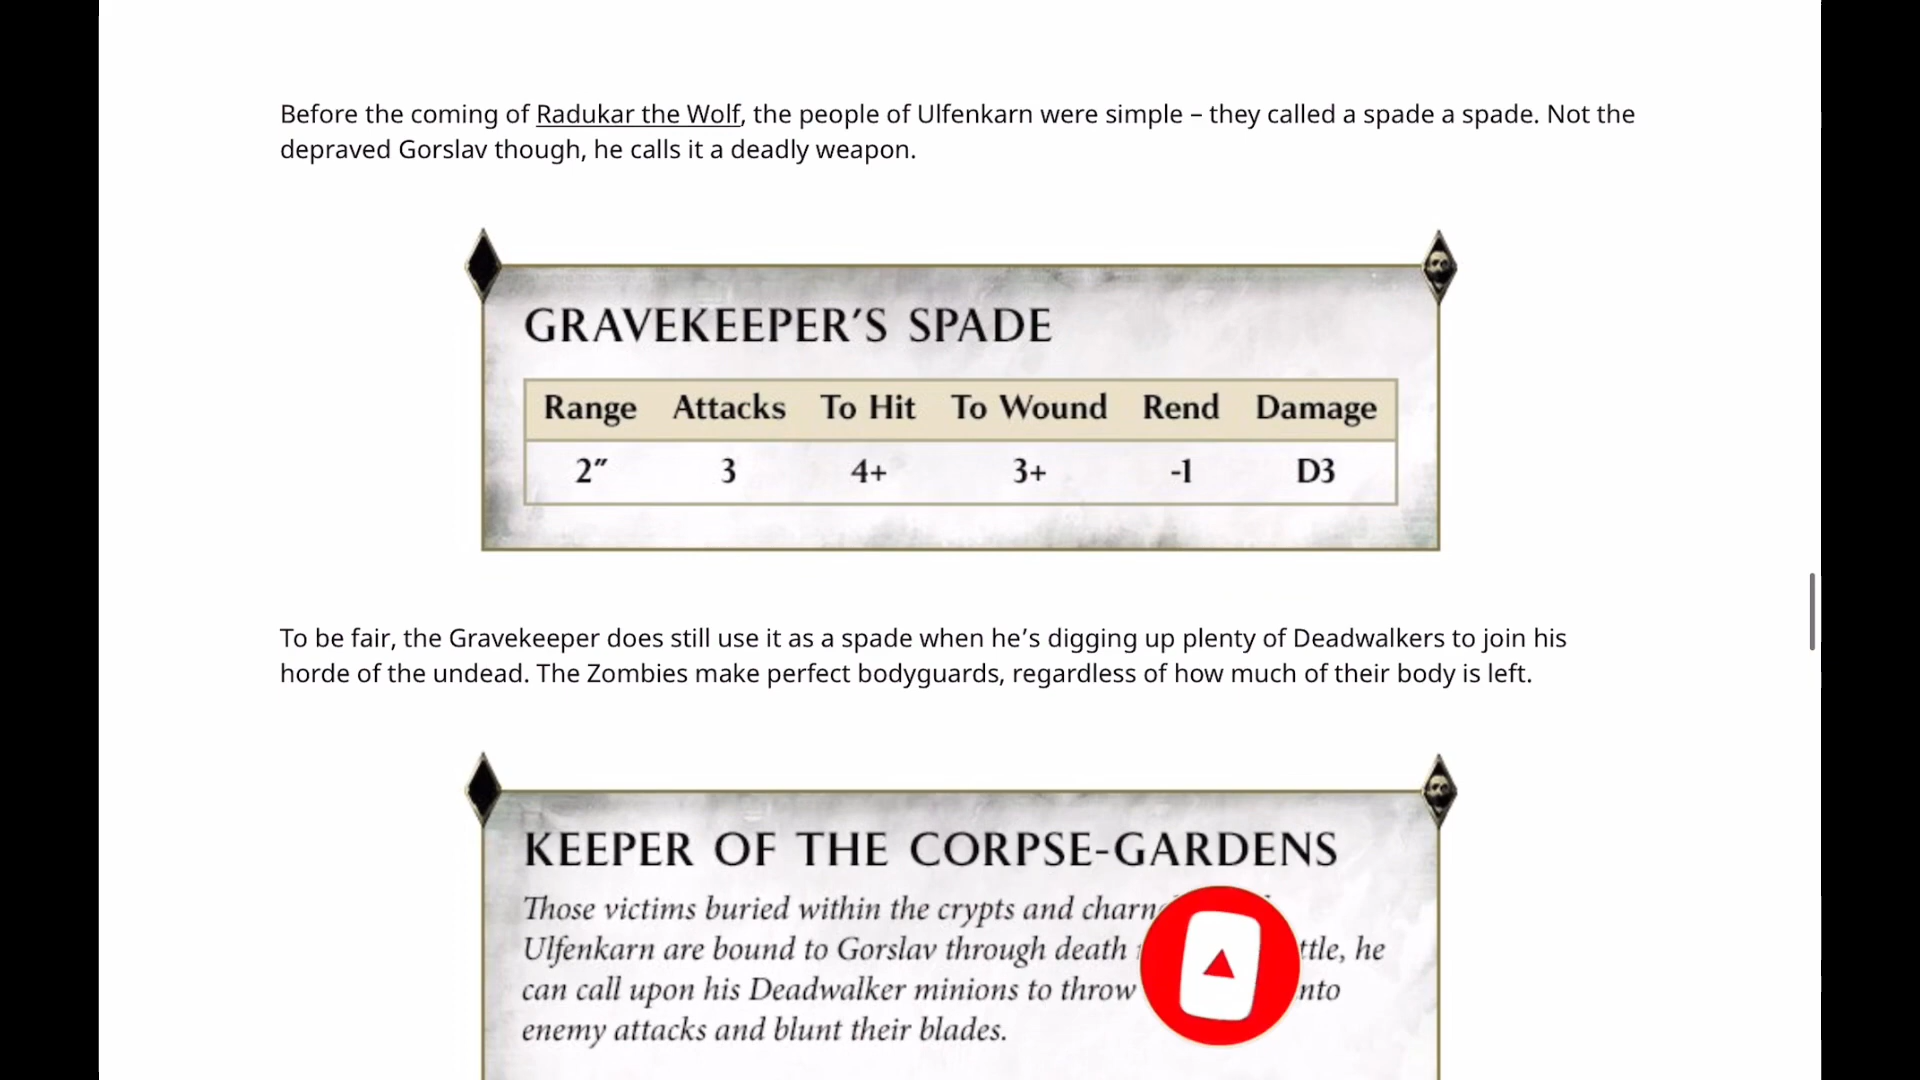 Before the coming of Radukar the Wolf, the people of Ulfenkarn were simple – they called a spade a spade. Not the
depraved Gorslav though, he calls it a deadly weapon.
GRAVEKEEPER’S SPADE
Range Attacks To Hit To Wound Rend Damage
2″ 3 4+ 3+ -1 D3
To be fair, the Gravekeeper does still use it as a spade when he’s digging up plenty of Deadwalkers to join his
horde of the undead. The Zombies make perfect bodyguards, regardless of how much of their body is left.
KEEPER OF THE CORPSE-GARDENS
Those victims buried within the crypts and
Ulfenkarn are bound to Gorslav through death he
can call upon his Deadwalker minions to throw
enemy attacks and blunt their blades.